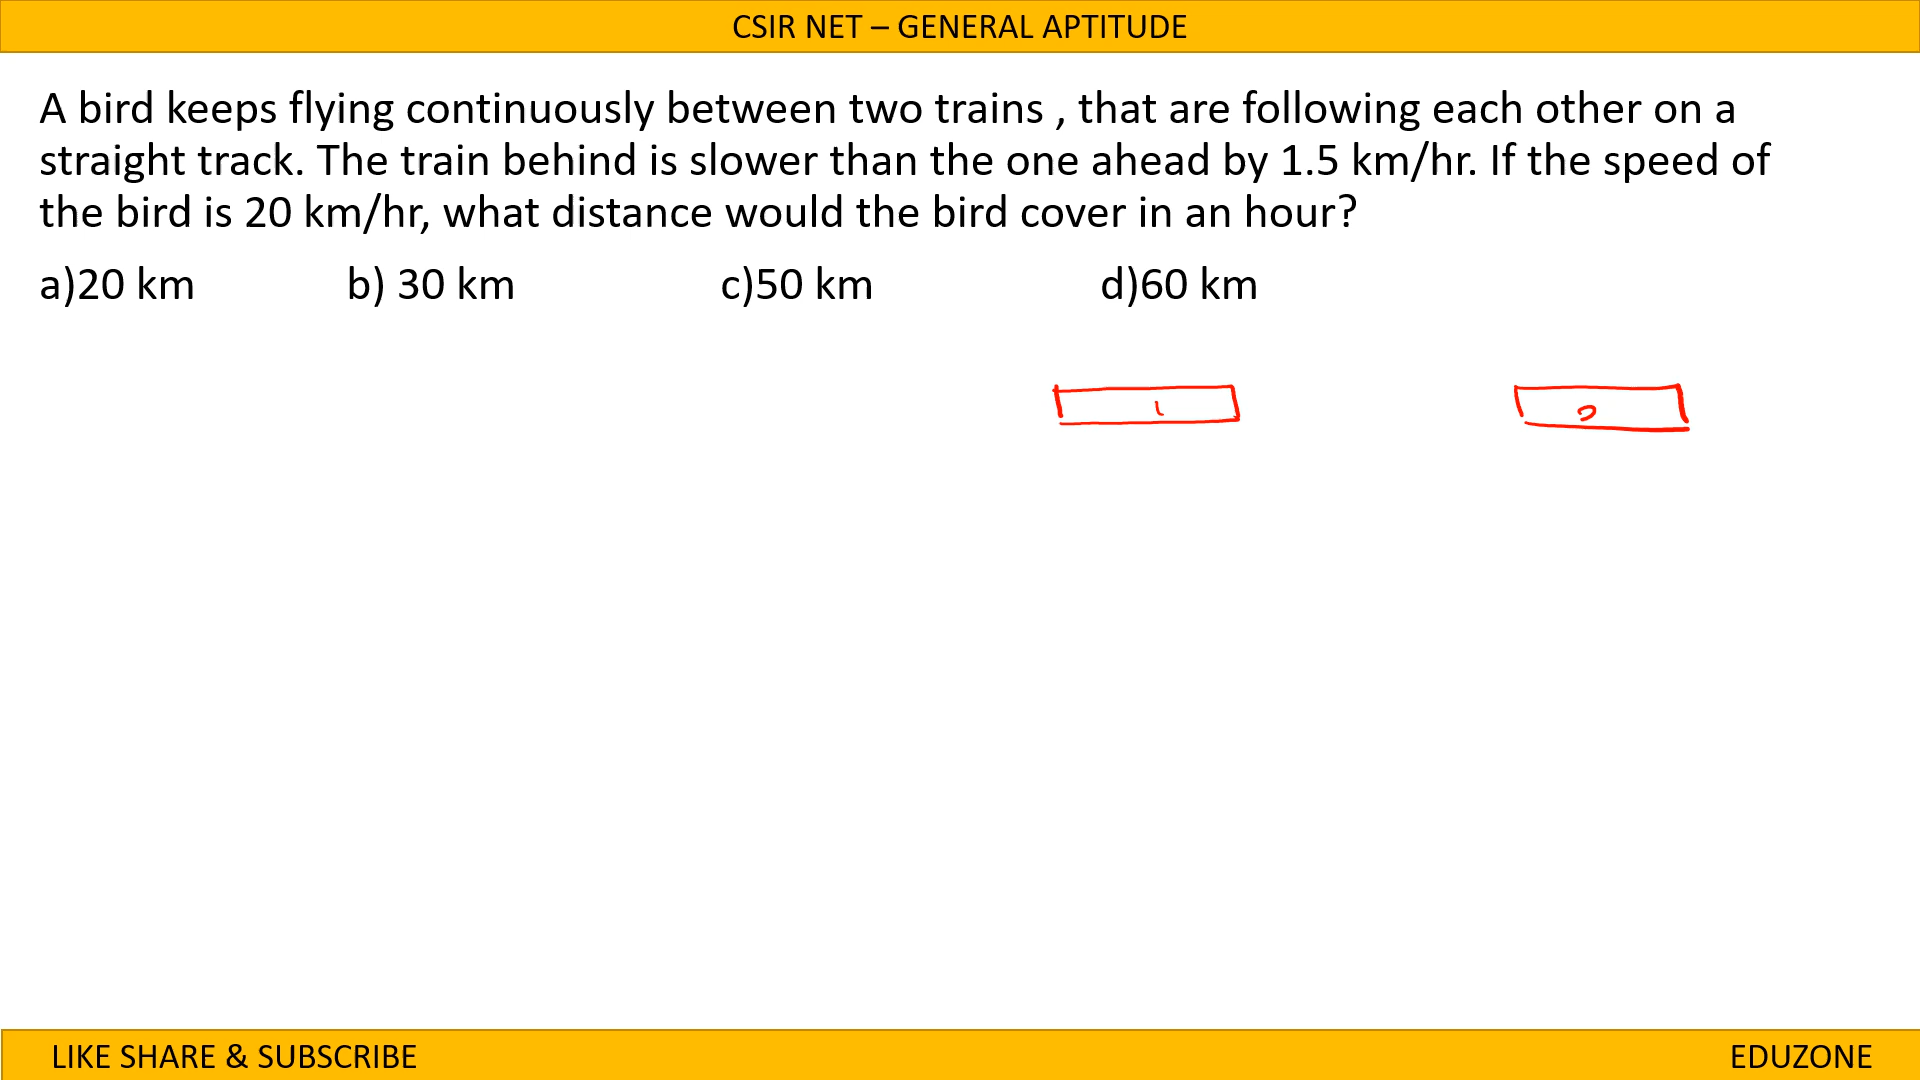 CSIR NET – GENERAL APTITUDE
A bird keeps flying continuously between two trains , that are following each other on a
straight track. The train behind is slower than the one ahead by 1.5 km/hr. If the speed of
the bird is 20 km/hr, what distance would the bird cover in an hour?
a)20 km b) 30 km c)50 km d)60 km
1 2
LIKE SHARE & SUBSCRIBE EDUZONE